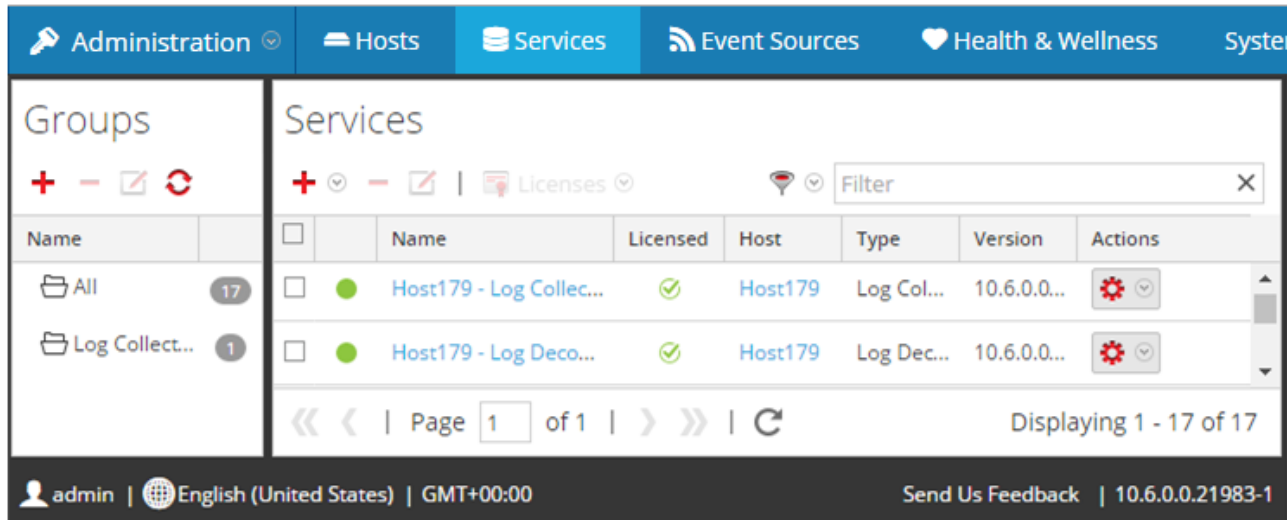 Administration Hosts Services Event Sources Health & Wellness Syste
Groups
Services
| Licenses Filter
Name
Name Licensed Host Type Version Actions
All 17
Host179 - Log Collec... Host179 Log Col... 10.6.0.0...
Log Collect... 1
Host179 - Log Deco... Host179 Log Dec... 10.6.0.0...
| Page 1 of 1 | | Displaying 1 - 17 of 17
admin | English (United States) | GMT+00:00 Send Us Feedback | 10.6.0.0.21983-1